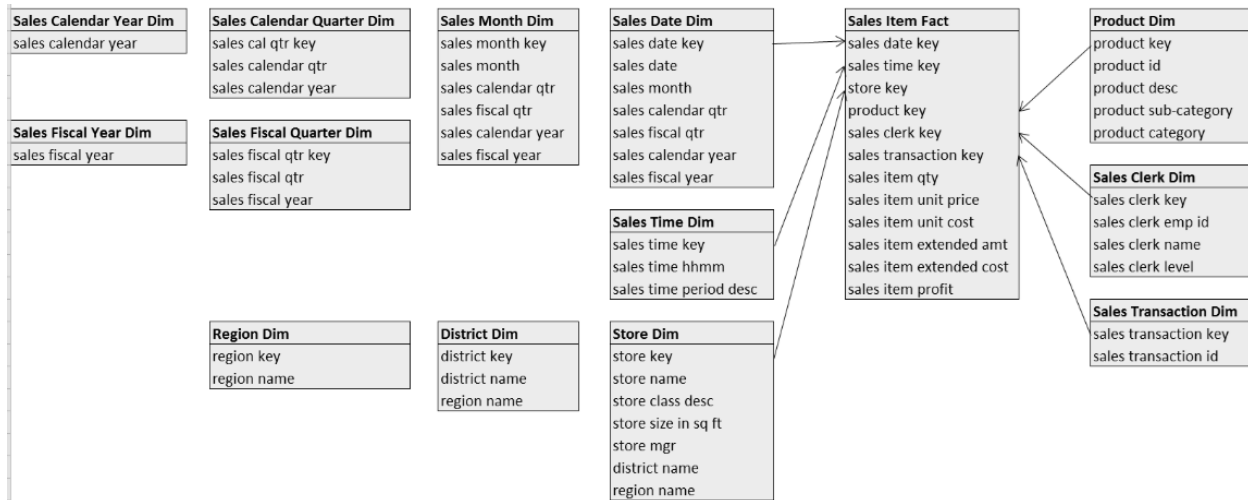 Sales Calendar Year Dim
sales calendar year
Sales Fiscal Year Dim
sales fiscal year
Sales Calendar Quarter Dim
sales cal qtr key
sales calendar qtr
sales calendar year
Sales Fiscal Quarter Dim
sales fiscal qtr key
sales fiscal qtr
sales fiscal year
Region Dim
region key
region name
Sales Month Dim
sales month key
sales month
sales calendar qtr
sales fiscal qtr
sales calendar year
sales fiscal year
District Dim
district key
district name
region name
Sales Date Dim
sales date key
sales date
sales month
sales calendar qtr
sales fiscal qtr
sales calendar year
sales fiscal year
Sales Time Dim
sales time key
sales time hhmm
sales time period desc
Store Dim
store key
store name
store class desc
store size in sq ft
store mgr
district name
region name
Sales Item Fact
sales date key
sales time key
store key
product key
sales clerk key
sales transaction key
sales item qty
sales item unit price
sales item unit cost
sales item extended amt
sales item extended cost
sales item profit
Product Dim
product key
product id
product desc
product sub-category
product category
Sales Clerk Dim
sales clerk key
sales clerk emp id
sales clerk name
sales clerk level
Sales Transaction Dim
sales transaction key
sales transaction id